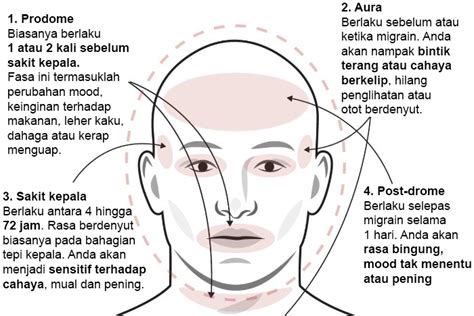 1. Prodome
Biasanya berlaku
1 atau 2 kali sebelum
sakit kepala.
Fasa ini termasuklah
perubahan mood,
keinginan terhadap
makanan, leher kaku,
dahaga atau kerap
menguap.
2. Aura
Berlaku sebelum atau
ketika migrain. Anda
akan nampak bintik
terang atau cahaya
berkelip, hilang
penglihatan atau
otot berdenyut.
3. Sakit kepala
Berlaku antara 4 hingga
72 jam. Rasa berdenyut
biasanya pada bahagian
tepi kepala. Anda akan
menjadi sensitif terhadap
cahaya, mual dan pening.
4. Post-drome
Berlaku selepas
migrain selama
1 hari. Anda akan
rasa bingung,
mood tak menentu
atau pening